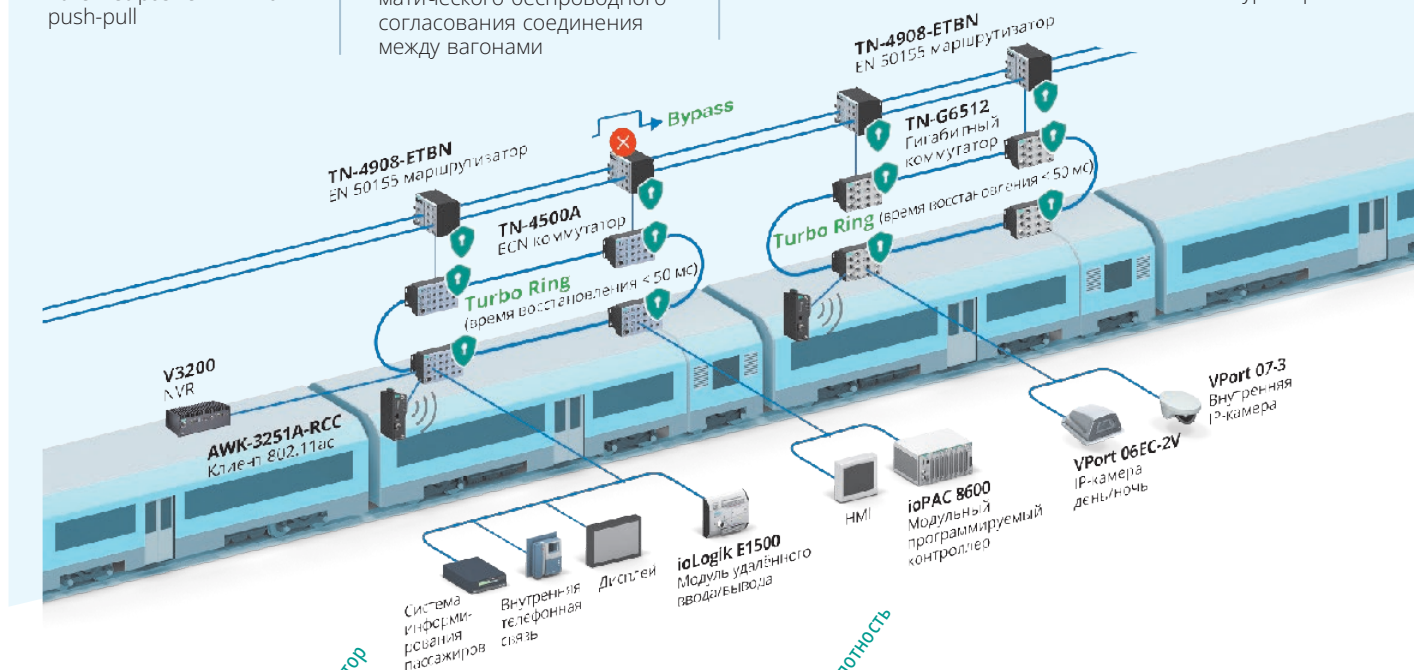 push-pull
матического беспроводного
согласования соединения
между вагонами
TN-4908-ETBN
EN 50155 маршрутизатор
Bypass
TN-G6512
Гигабитный
коммутатор
TN-4908-ETBN
EN 50155 маршрутизатор
TN-4500A
ECN коммутатор
Turbo Ring (время восстановления < 50 мс)
Turbo Ring
(время восстановления < 50 мс)
V3200
NVR
AWK-3251A-RCC
Клиент 802.11ac
VPort 07-3
Внутренняя
IP-камера
VPort 06EC-2V
IP-камера
день/ночь
HMI
ioPAC 8600
Модульный
программируемый
контроллер
ioLogik E1500
Модуль удалённого
ввода/вывода
Дисплей
Внутренняя
телефонная
связь
Система
информи-
рования
пассажиров